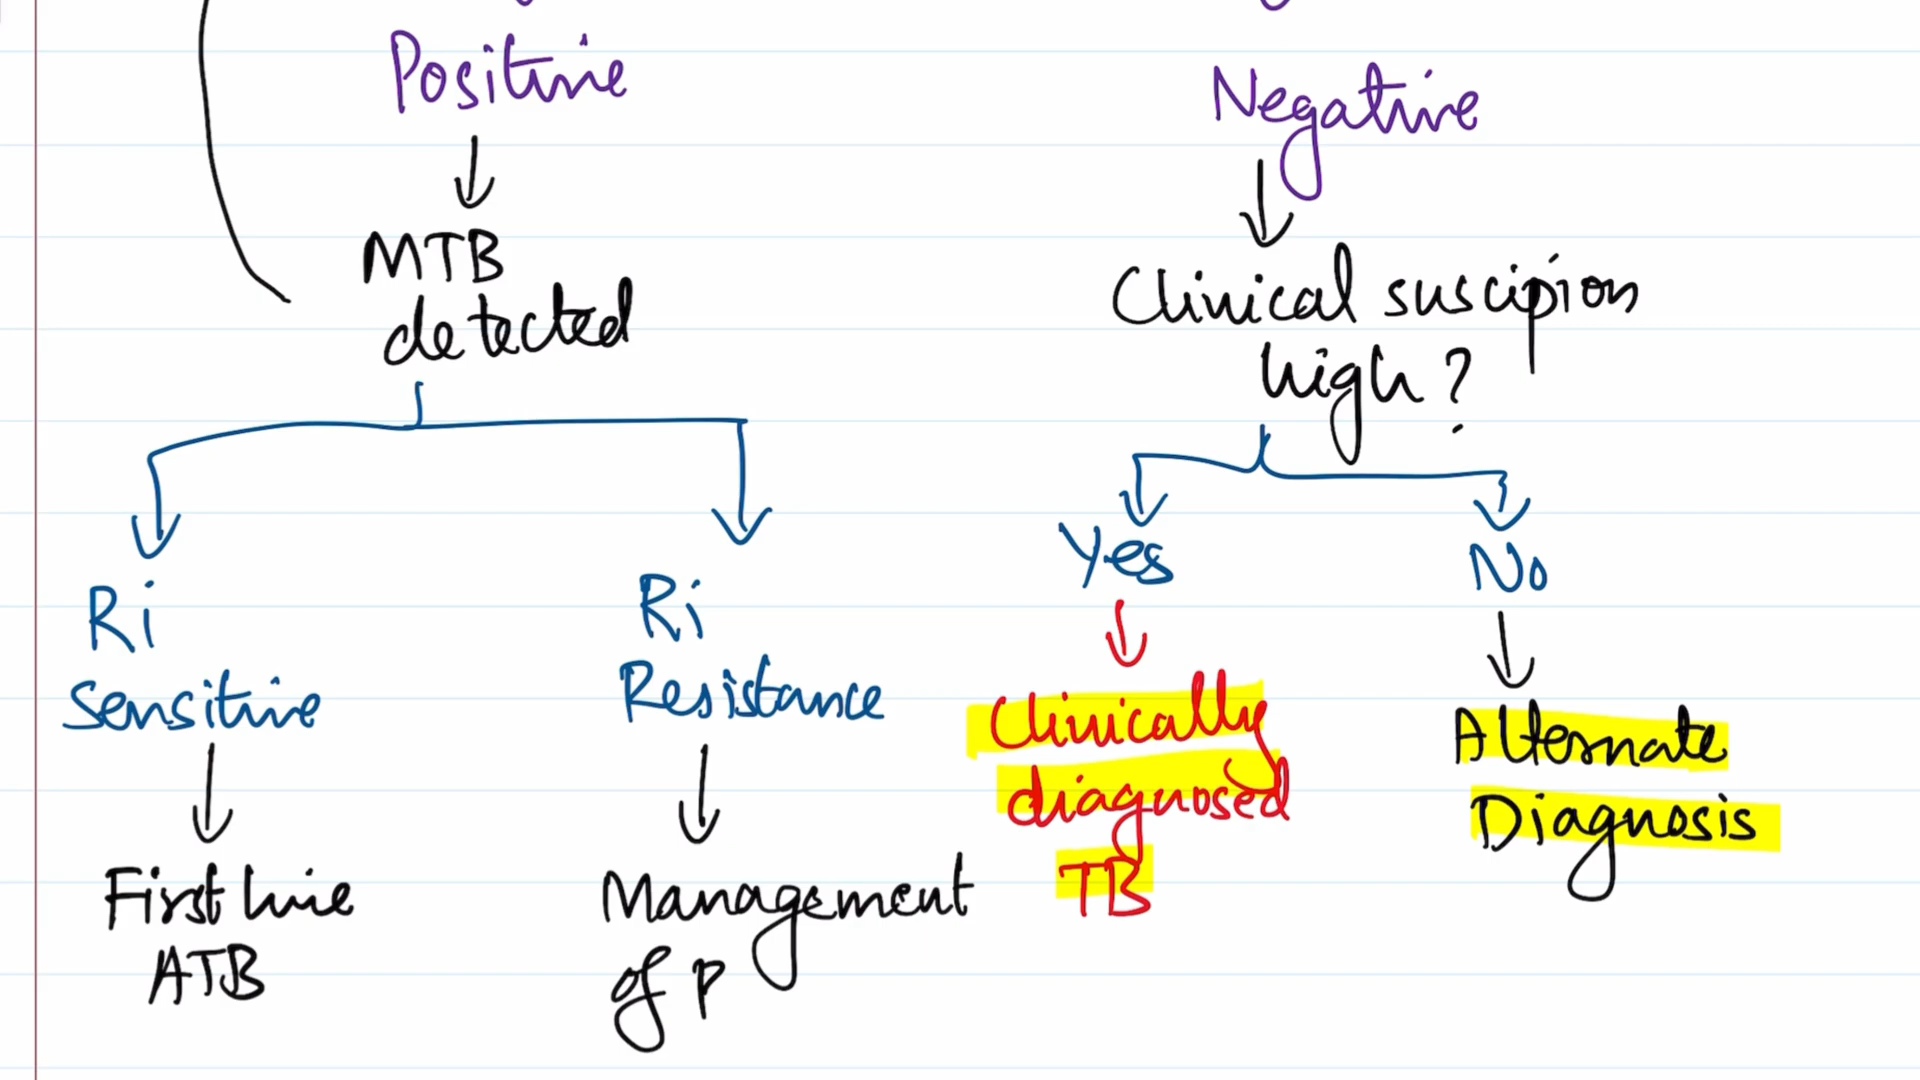 Positive
MTB
detected
Ri
Sensitive
First line
ATB
Ri
Resistance
Management
of p
Negative
Clinical suscipion
high?
Yes
Clinically
diagnosed
TB
No
Alternate
Diagnosis